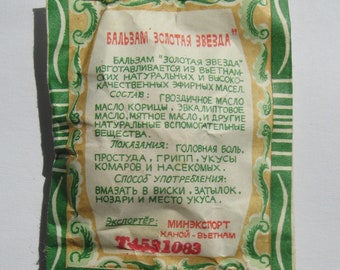 БАЛЬЗАМ "ЗОЛОТАЯ ЗВЕЗДА"
БАЛЬЗАМ "ЗОЛОТАЯ ЗВЕЗДА"
ИЗГОТАВЛИВАЕТСЯ ИЗ ВЬЕТНАМ-
СКИХ НАТУРАЛЬНЫХ И ВЫСОКО-
КАЧЕСТВЕННЫХ ЭФИРНЫХ МАСЕЛ.
СОСТАВ: ГВОЗДИЧНОЕ МАСЛО
МАСЛО КОРИЦЫ, ЭВКАЛИПТОВОЕ
МАСЛО, МЯТНОЕ МАСЛО, И ДРУГИЕ
НАТУРАЛЬНЫЕ ВСПОМОГАТЕЛЬНЫЕ
ВЕЩЕСТВА.
ПОКАЗАНИЯ: ГОЛОВНАЯ БОЛЬ.
ПРОСТУДА, ГРИПП, УКУСЫ
КОМАРОВ И НАСЕКОМЫХ.
СПОСОБ УПОТРЕБЛЕНИЯ:
ВМАЗАТЬ В ВИСКИ, ЗАТЫЛОК,
НОЗДРИ И МЕСТО УКУСА.
ЭКСПОРТЁР: МИНЭКСПОРТ
ХАНОЙ-ВЬЕТНАМ